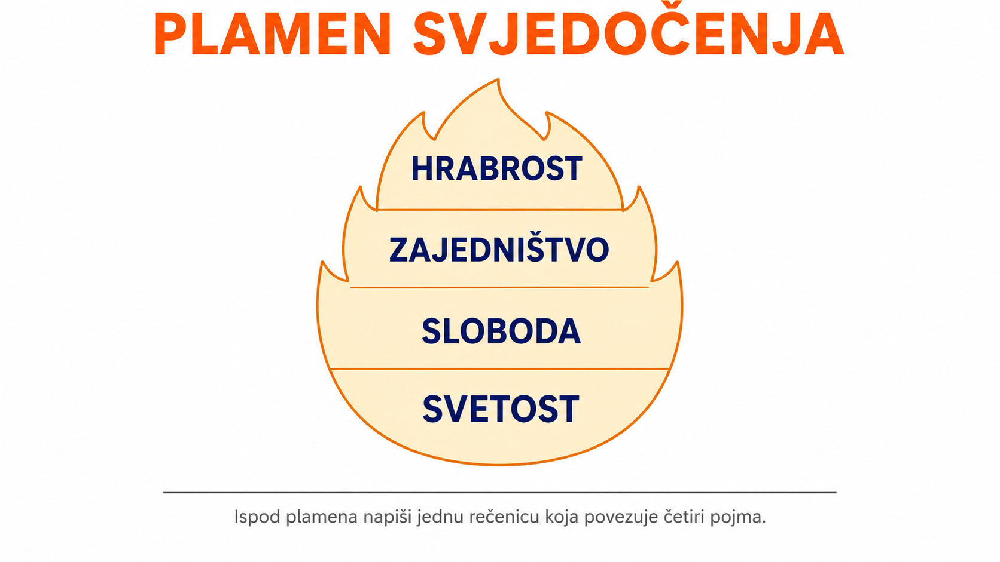 PLAMEN SVJEDOČENJA
HRABROST
ZAJEDNIŠTVO
SLOBODA
SVETOST
Ispod plamena napiši jednu rečenicu koja povezuje četiri pojma.